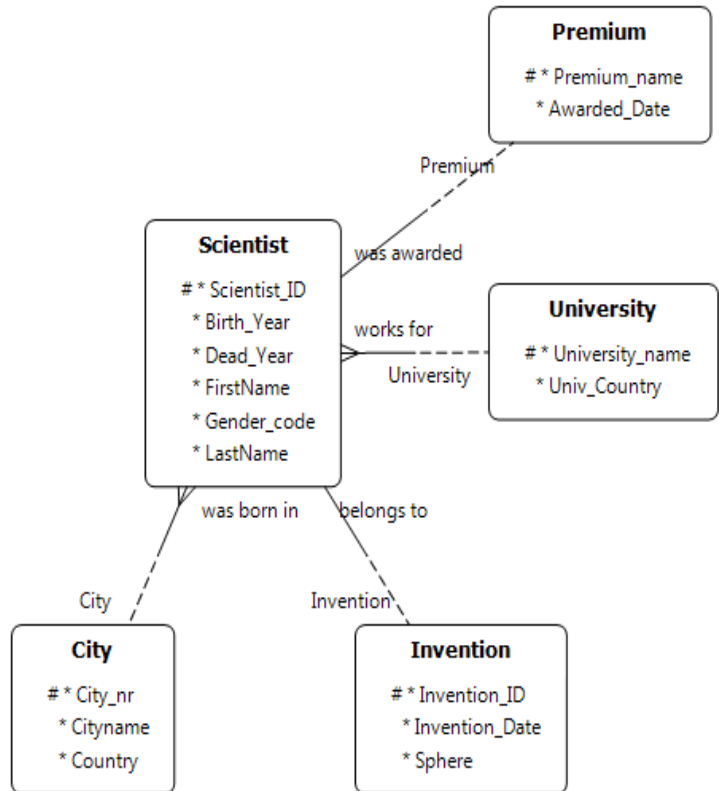 Premium
# * Premium_name
* Awarded_Date
Premium
was awarded
Scientist
# * Scientist_ID
* Birth_Year
* Dead_Year
* FirstName
* Gender_code
* LastName
works for
University
University
# * University_name
* Univ_Country
was born in
belongs to
City
Invention
City
# * City_nr
* Cityname
* Country
Invention
# * Invention_ID
* Invention_Date
* Sphere